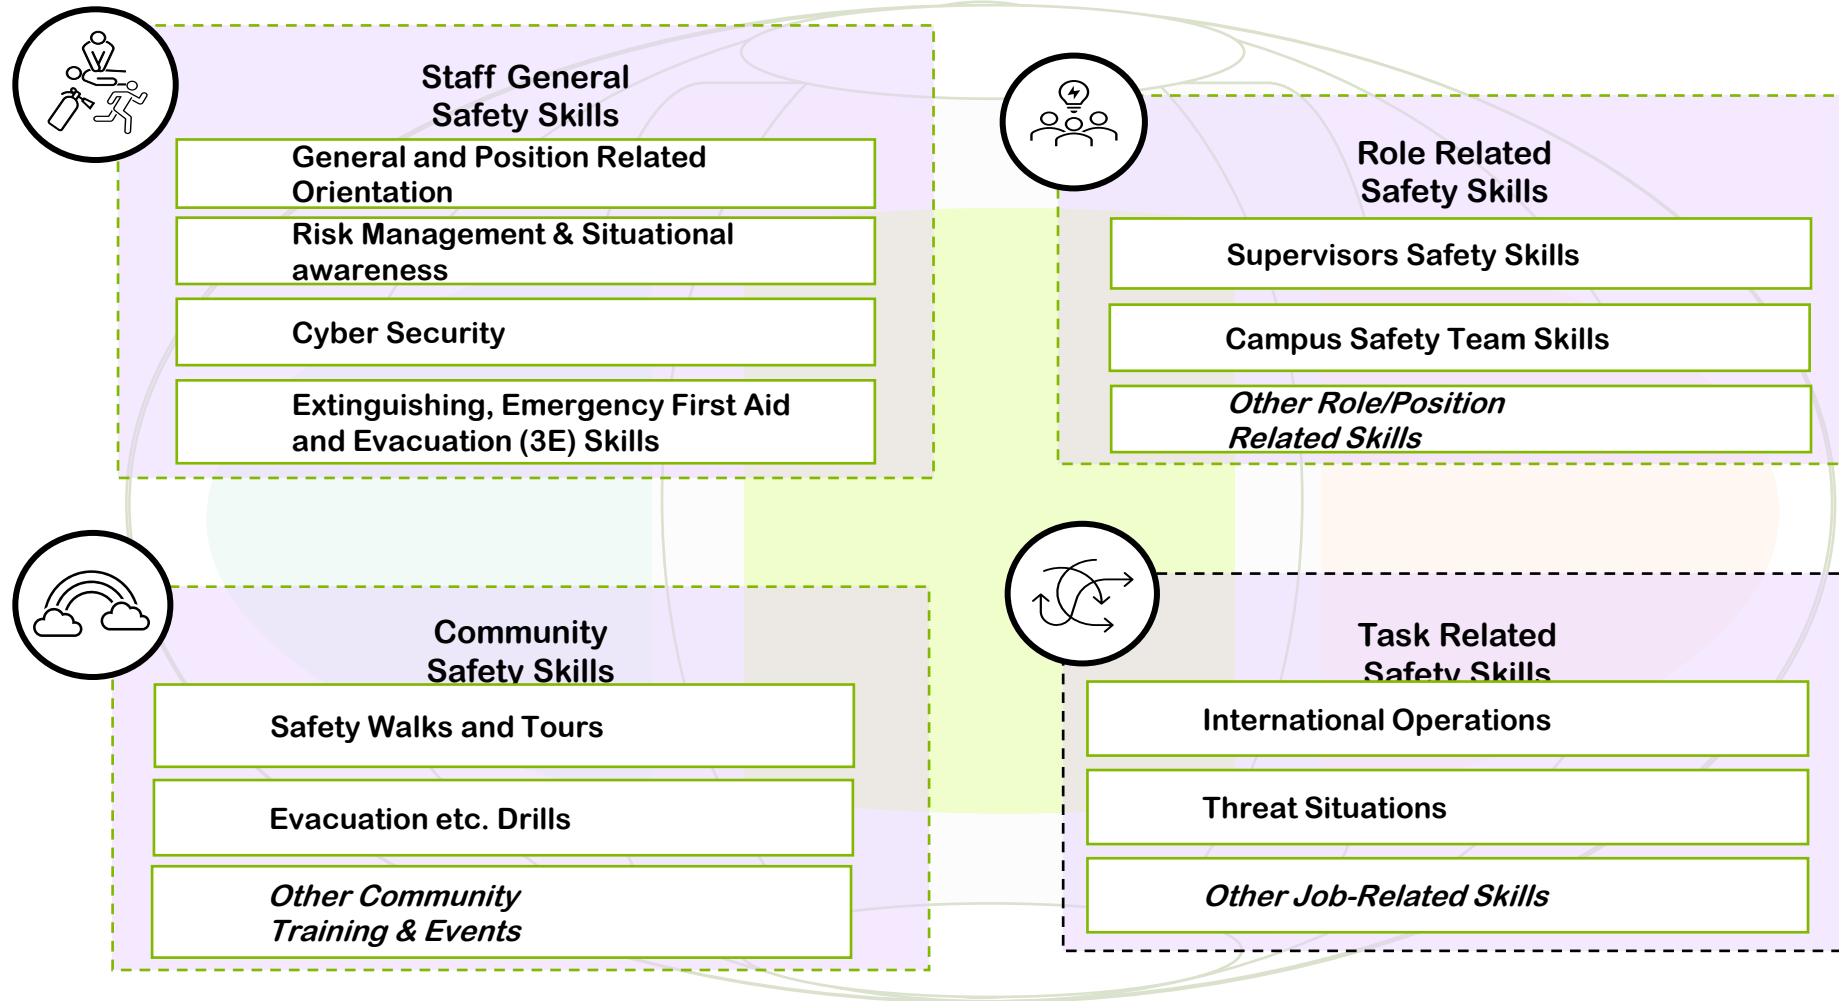 Staff General
Safety Skills
General and Position Related
Orientation
Risk Management & Situational
awareness
Cyber Security
Extinguishing, Emergency First Aid
and Evacuation (3E) Skills
Role Related
Safety Skills
Supervisors Safety Skills
Campus Safety Team Skills
Other Role/Position
Related Skills
Community
Safety Skills
Safety Walks and Tours
Evacuation etc. Drills
Other Community
Training & Events
Task Related
Safety Skills
International Operations
Threat Situations
Other Job-Related Skills